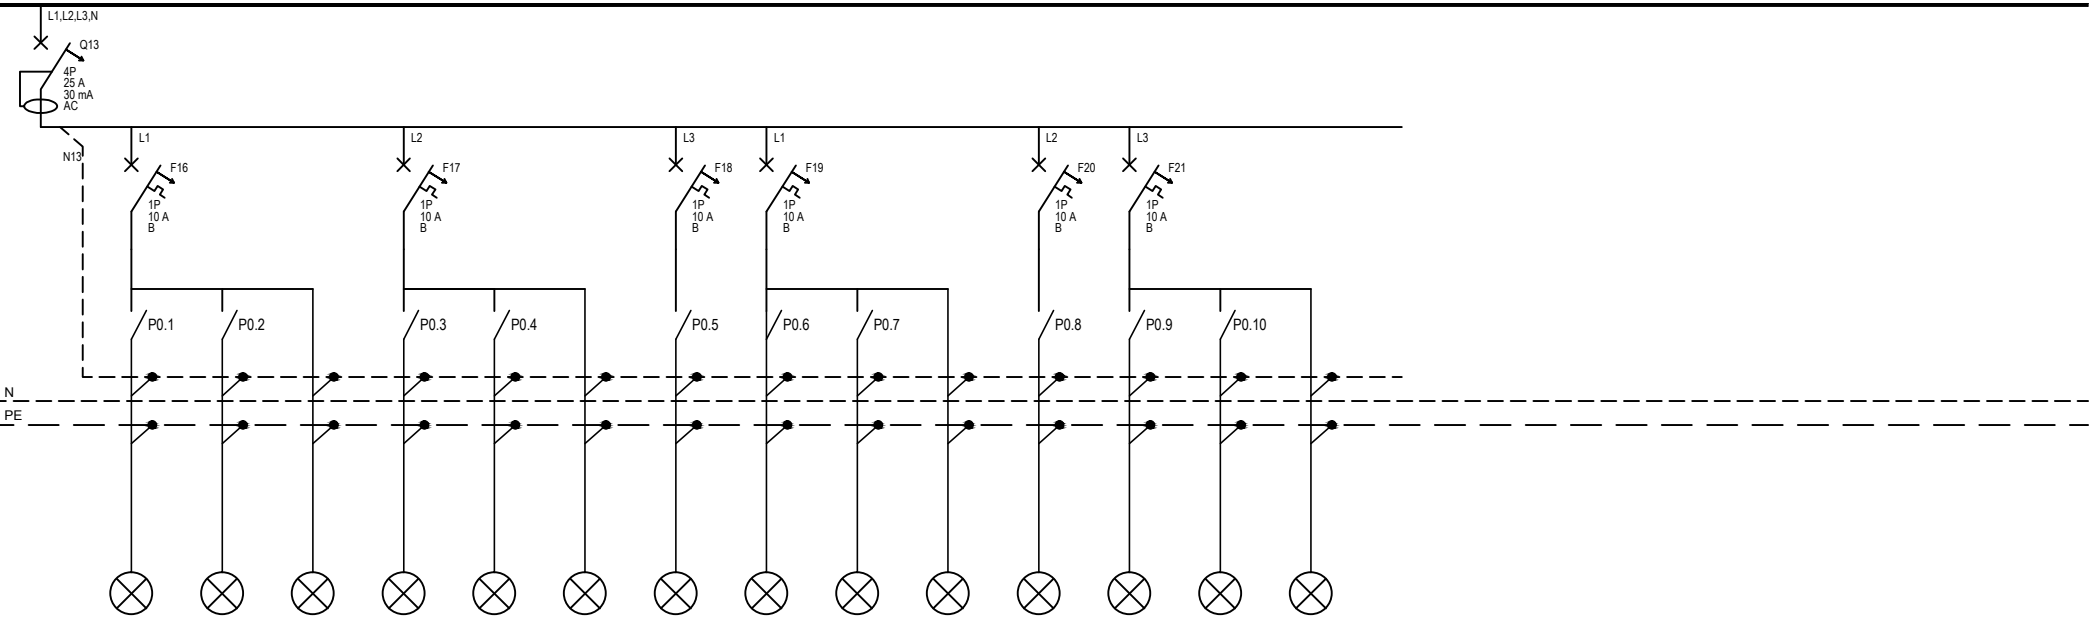 L1,L2,L3,N
Q13
4P
25 A
30 mA
AC
N13
L1
F16
1P
10 A
B
L2
F17
1P
10 A
B
L3
F18
1P
10 A
B
L1
F19
1P
10 A
B
L2
F20
1P
10 A
B
L3
F21
1P
10 A
B
P0.1
P0.2
P0.3
P0.4
P0.5
P0.6
P0.7
P0.8
P0.9
P0.10
N
PE